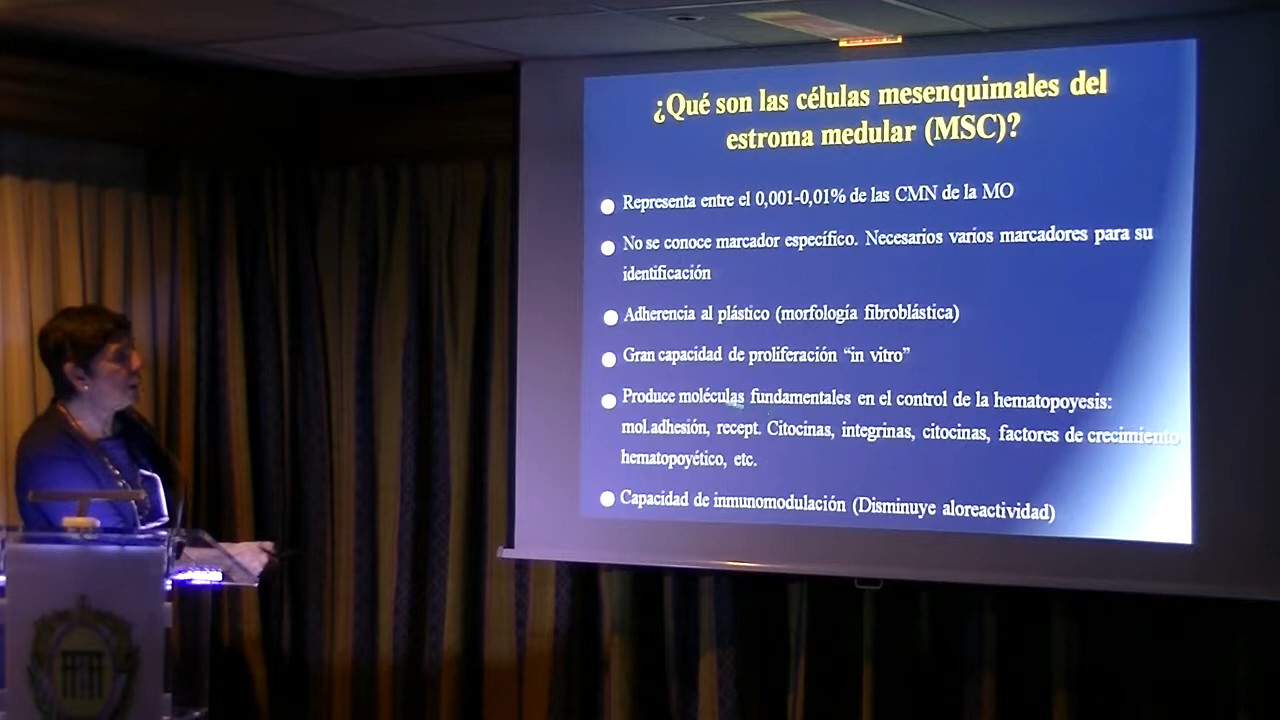 ¿Qué son las células mesenquimales del
estroma medular (MSC)?
● Representa entre el 0,001-0,01% de las CMN de la MO
● No se conoce marcador específico. Necesarios varios marcadores para su
identificación
● Adherencia al plástico (morfología fibroblástica)
● Gran capacidad de proliferación “in vitro”
● Produce moléculas fundamentales en el control de la hematopoyesis:
mol.adhesión, recept. Citocinas, integrinas, citocinas, factores de crecimiento
hematopoyético, etc.
● Capacidad de inmunomodulación (Disminuye aloreactividad)